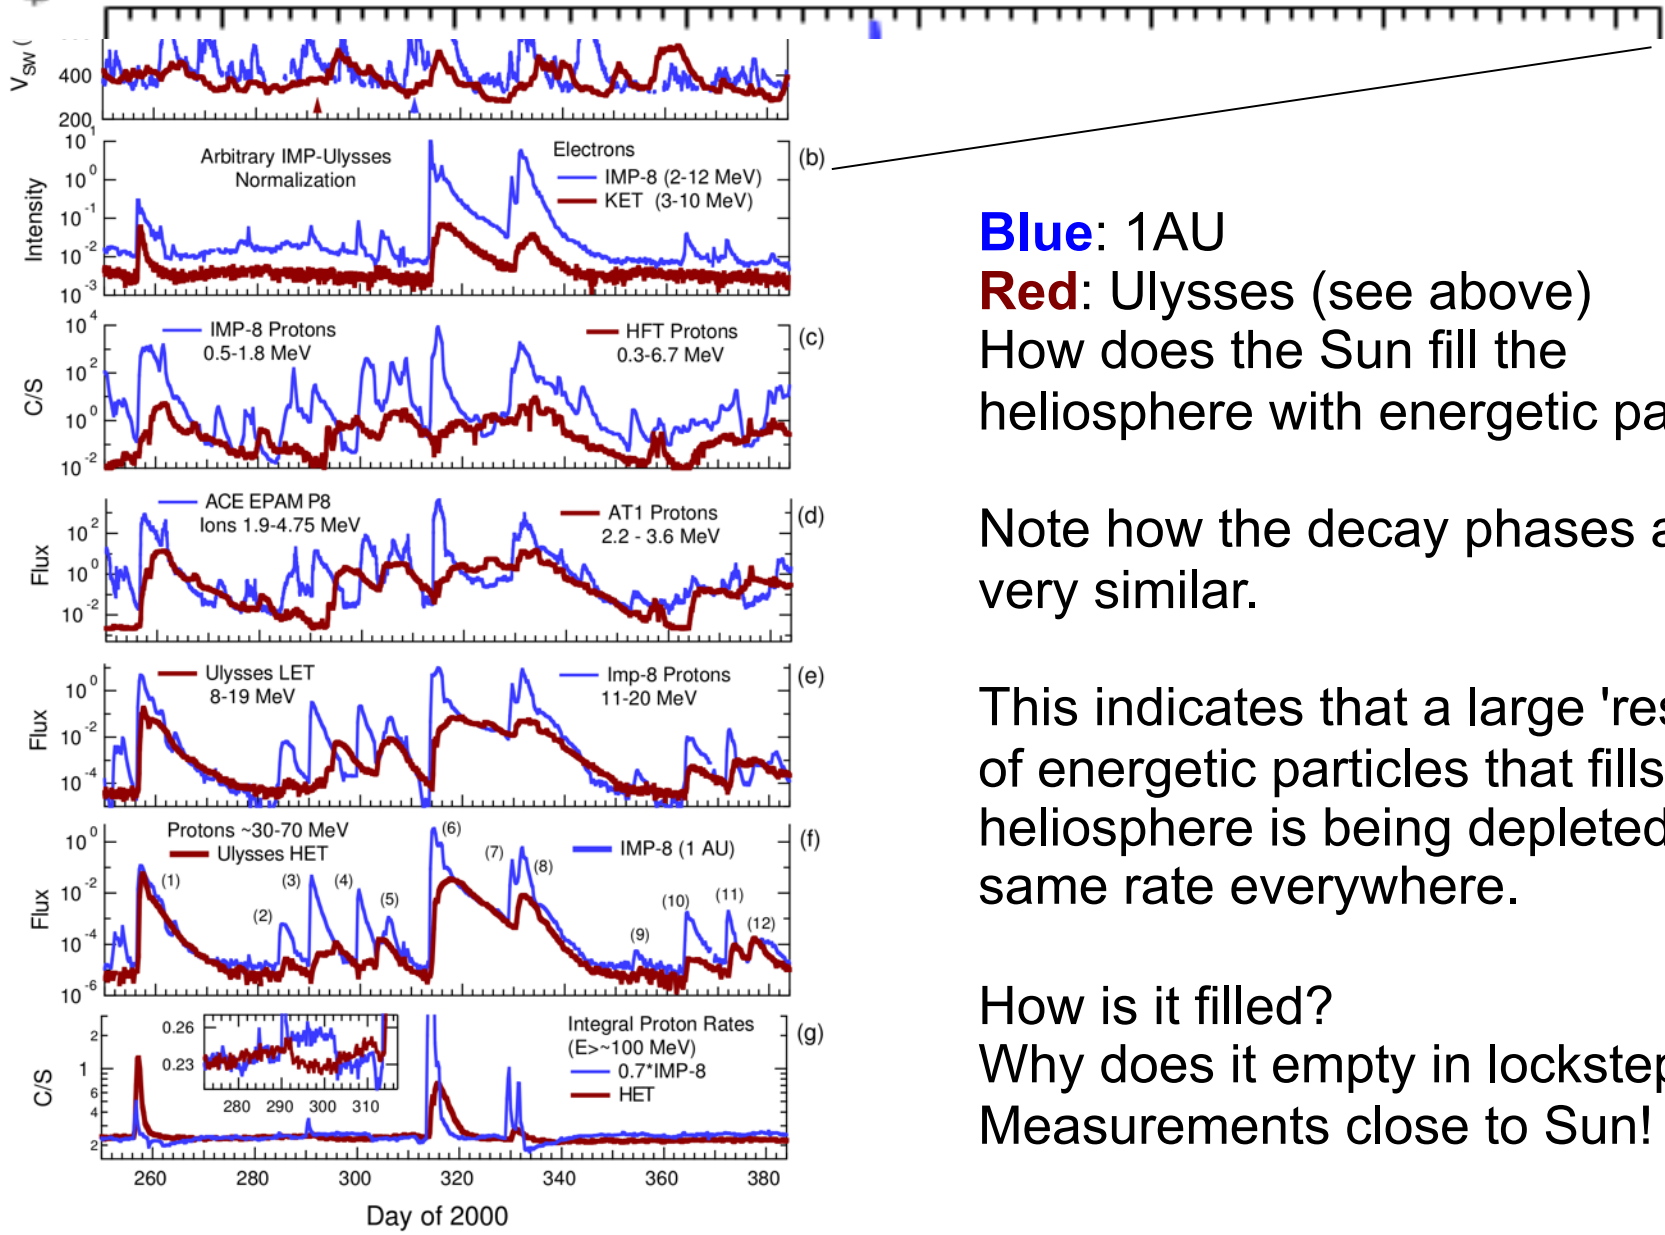 V_SW (
400
200
10^1
10^0
10^-1
10^-2
10^-3
Intensity
Arbitrary IMP-Ulysses
Normalization
Electrons
IMP-8 (2-12 MeV)
KET (3-10 MeV)
(b)
10^4
10^2
10^0
10^-2
C/S
IMP-8 Protons
0.5-1.8 MeV
HFT Protons
0.3-6.7 MeV
(c)
10^2
10^0
10^-2
Flux
ACE EPAM P8
Ions 1.9-4.75 MeV
AT1 Protons
2.2 - 3.6 MeV
(d)
10^0
10^-2
10^-4
Flux
Ulysses LET
8-19 MeV
Imp-8 Protons
11-20 MeV
(e)
10^0
10^-2
10^-4
10^-6
Flux
Protons ~30-70 MeV
Ulysses HET
IMP-8 (1 AU)
(1)
(2)
(3)
(4)
(5)
(6)
(7)
(8)
(9)
(10)
(11)
(12)
(f)
2
1
6
4
2
C/S
0.26
0.23
280 290 300 310
Integral Proton Rates
(E>~100 MeV)
0.7*IMP-8
HET
(g)
260 280 300 320 340 360 380
Day of 2000
Blue: 1AU
Red: Ulysses (see above)
How does the Sun fill the
heliosphere with energetic pa
Note how the decay phases a
very similar.
This indicates that a large 'res
of energetic particles that fills
heliosphere is being depleted
same rate everywhere.
How is it filled?
Why does it empty in lockstep
Measurements close to Sun!